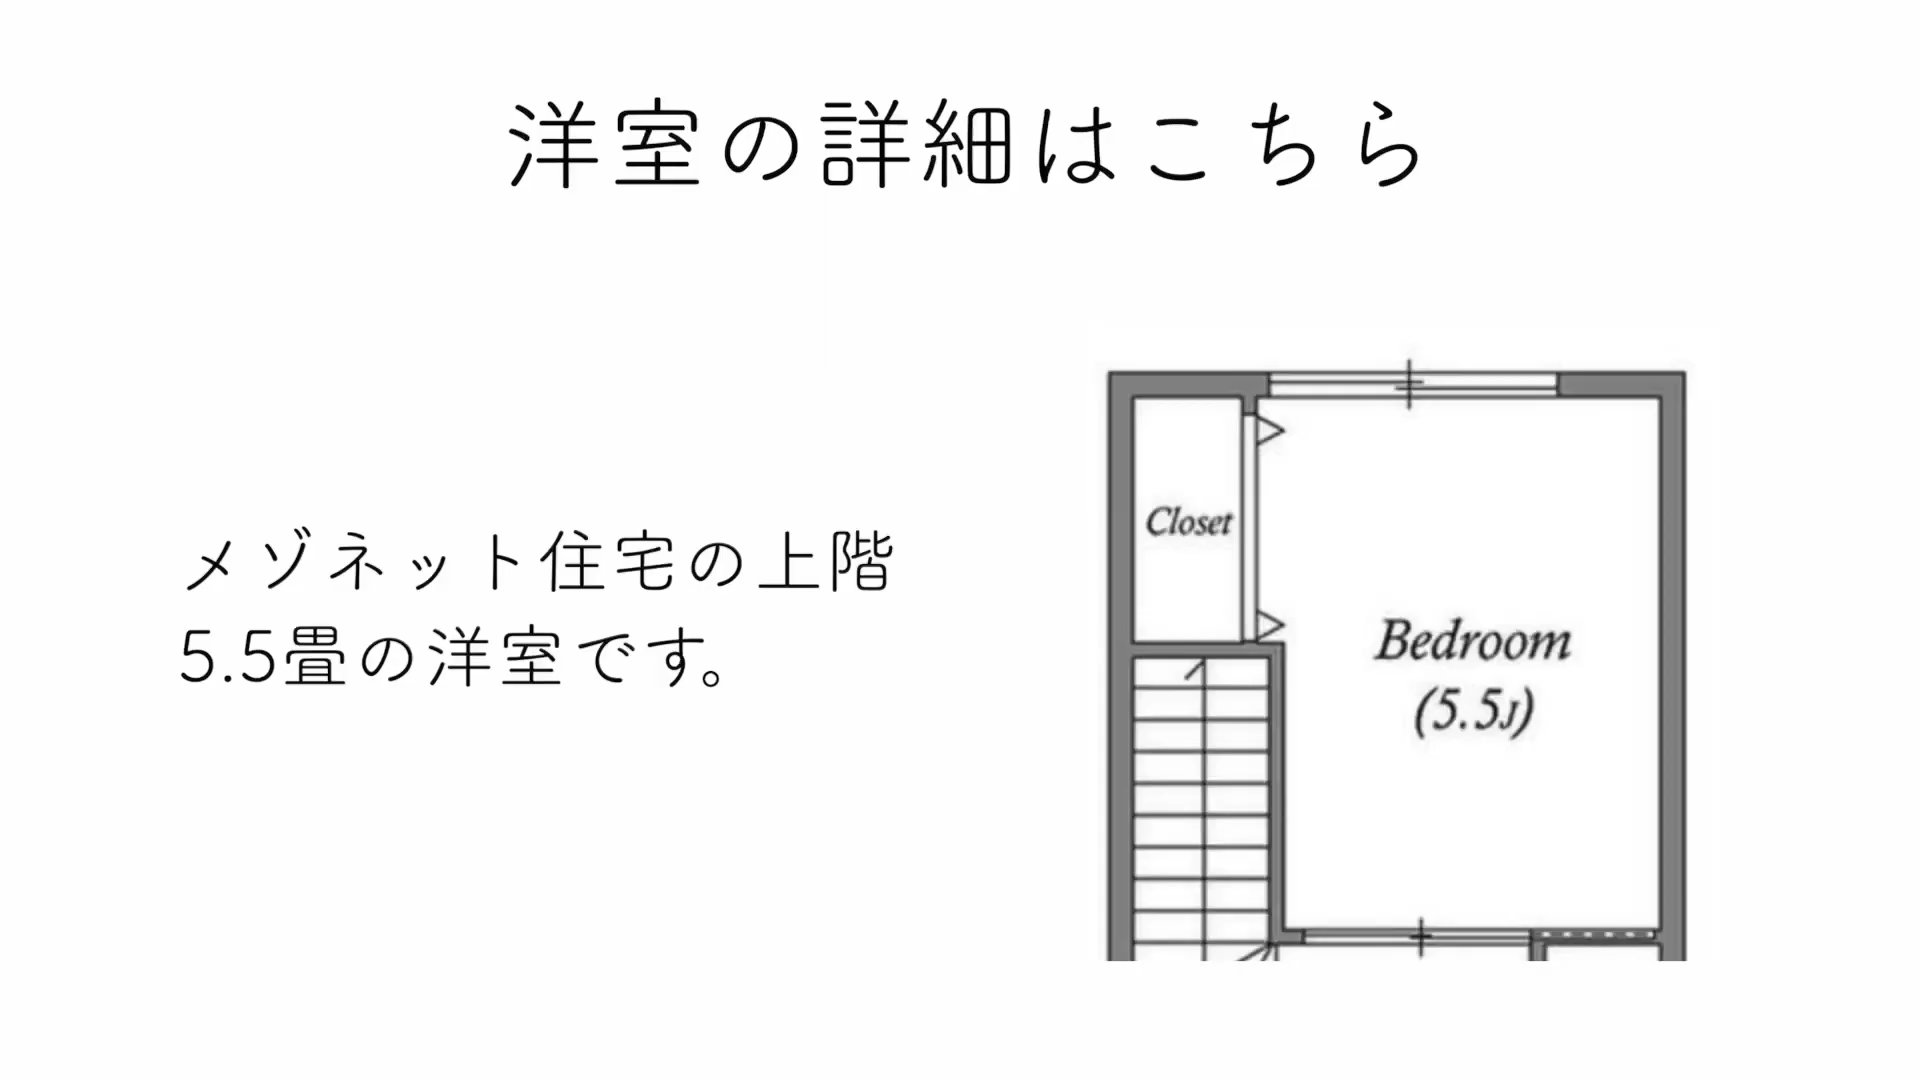 洋室の詳細はこちら
メゾネット住宅の上階
5.5畳の洋室です。
Closet
Bedroom
(5.5J)